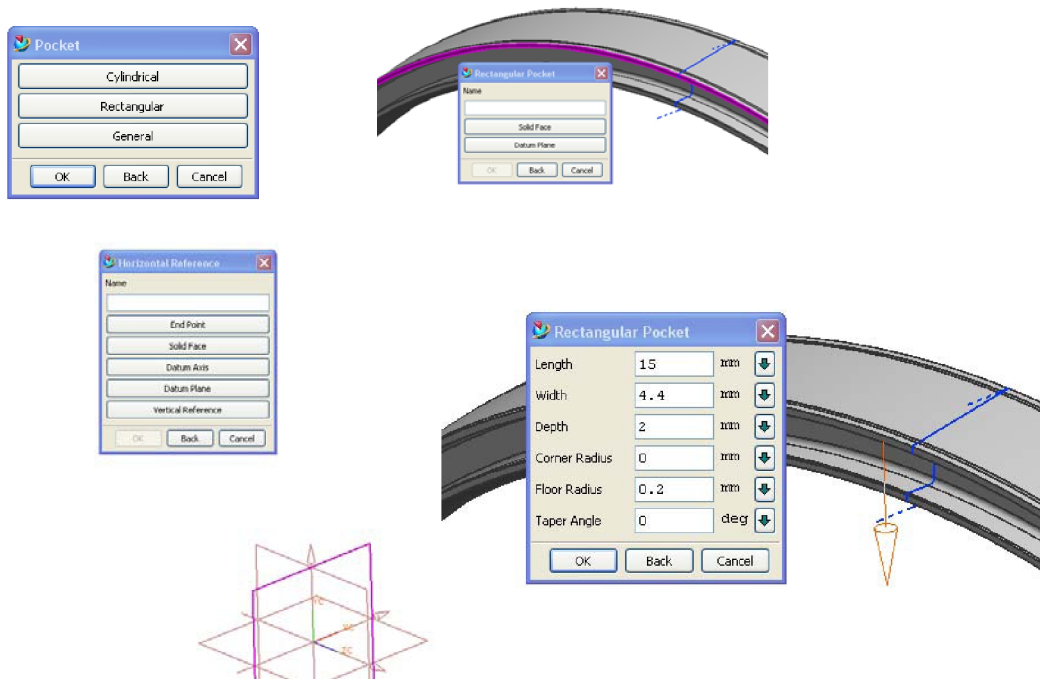 Pocket
Cylindrical
Rectangular
General
OK Back Cancel
Rectangular Pocket
Name
Solid Face
Datum Plane
OK Back Cancel
Horizontal Reference
Name
End Point
Solid Face
Datum Axis
Datum Plane
Vertical Reference
OK Back Cancel
Rectangular Pocket
Length 15 mm
Width 4.4 mm
Depth 2 mm
Corner Radius 0 mm
Floor Radius 0.2 mm
Taper Angle 0 deg
OK Back Cancel
YC
XC
ZC